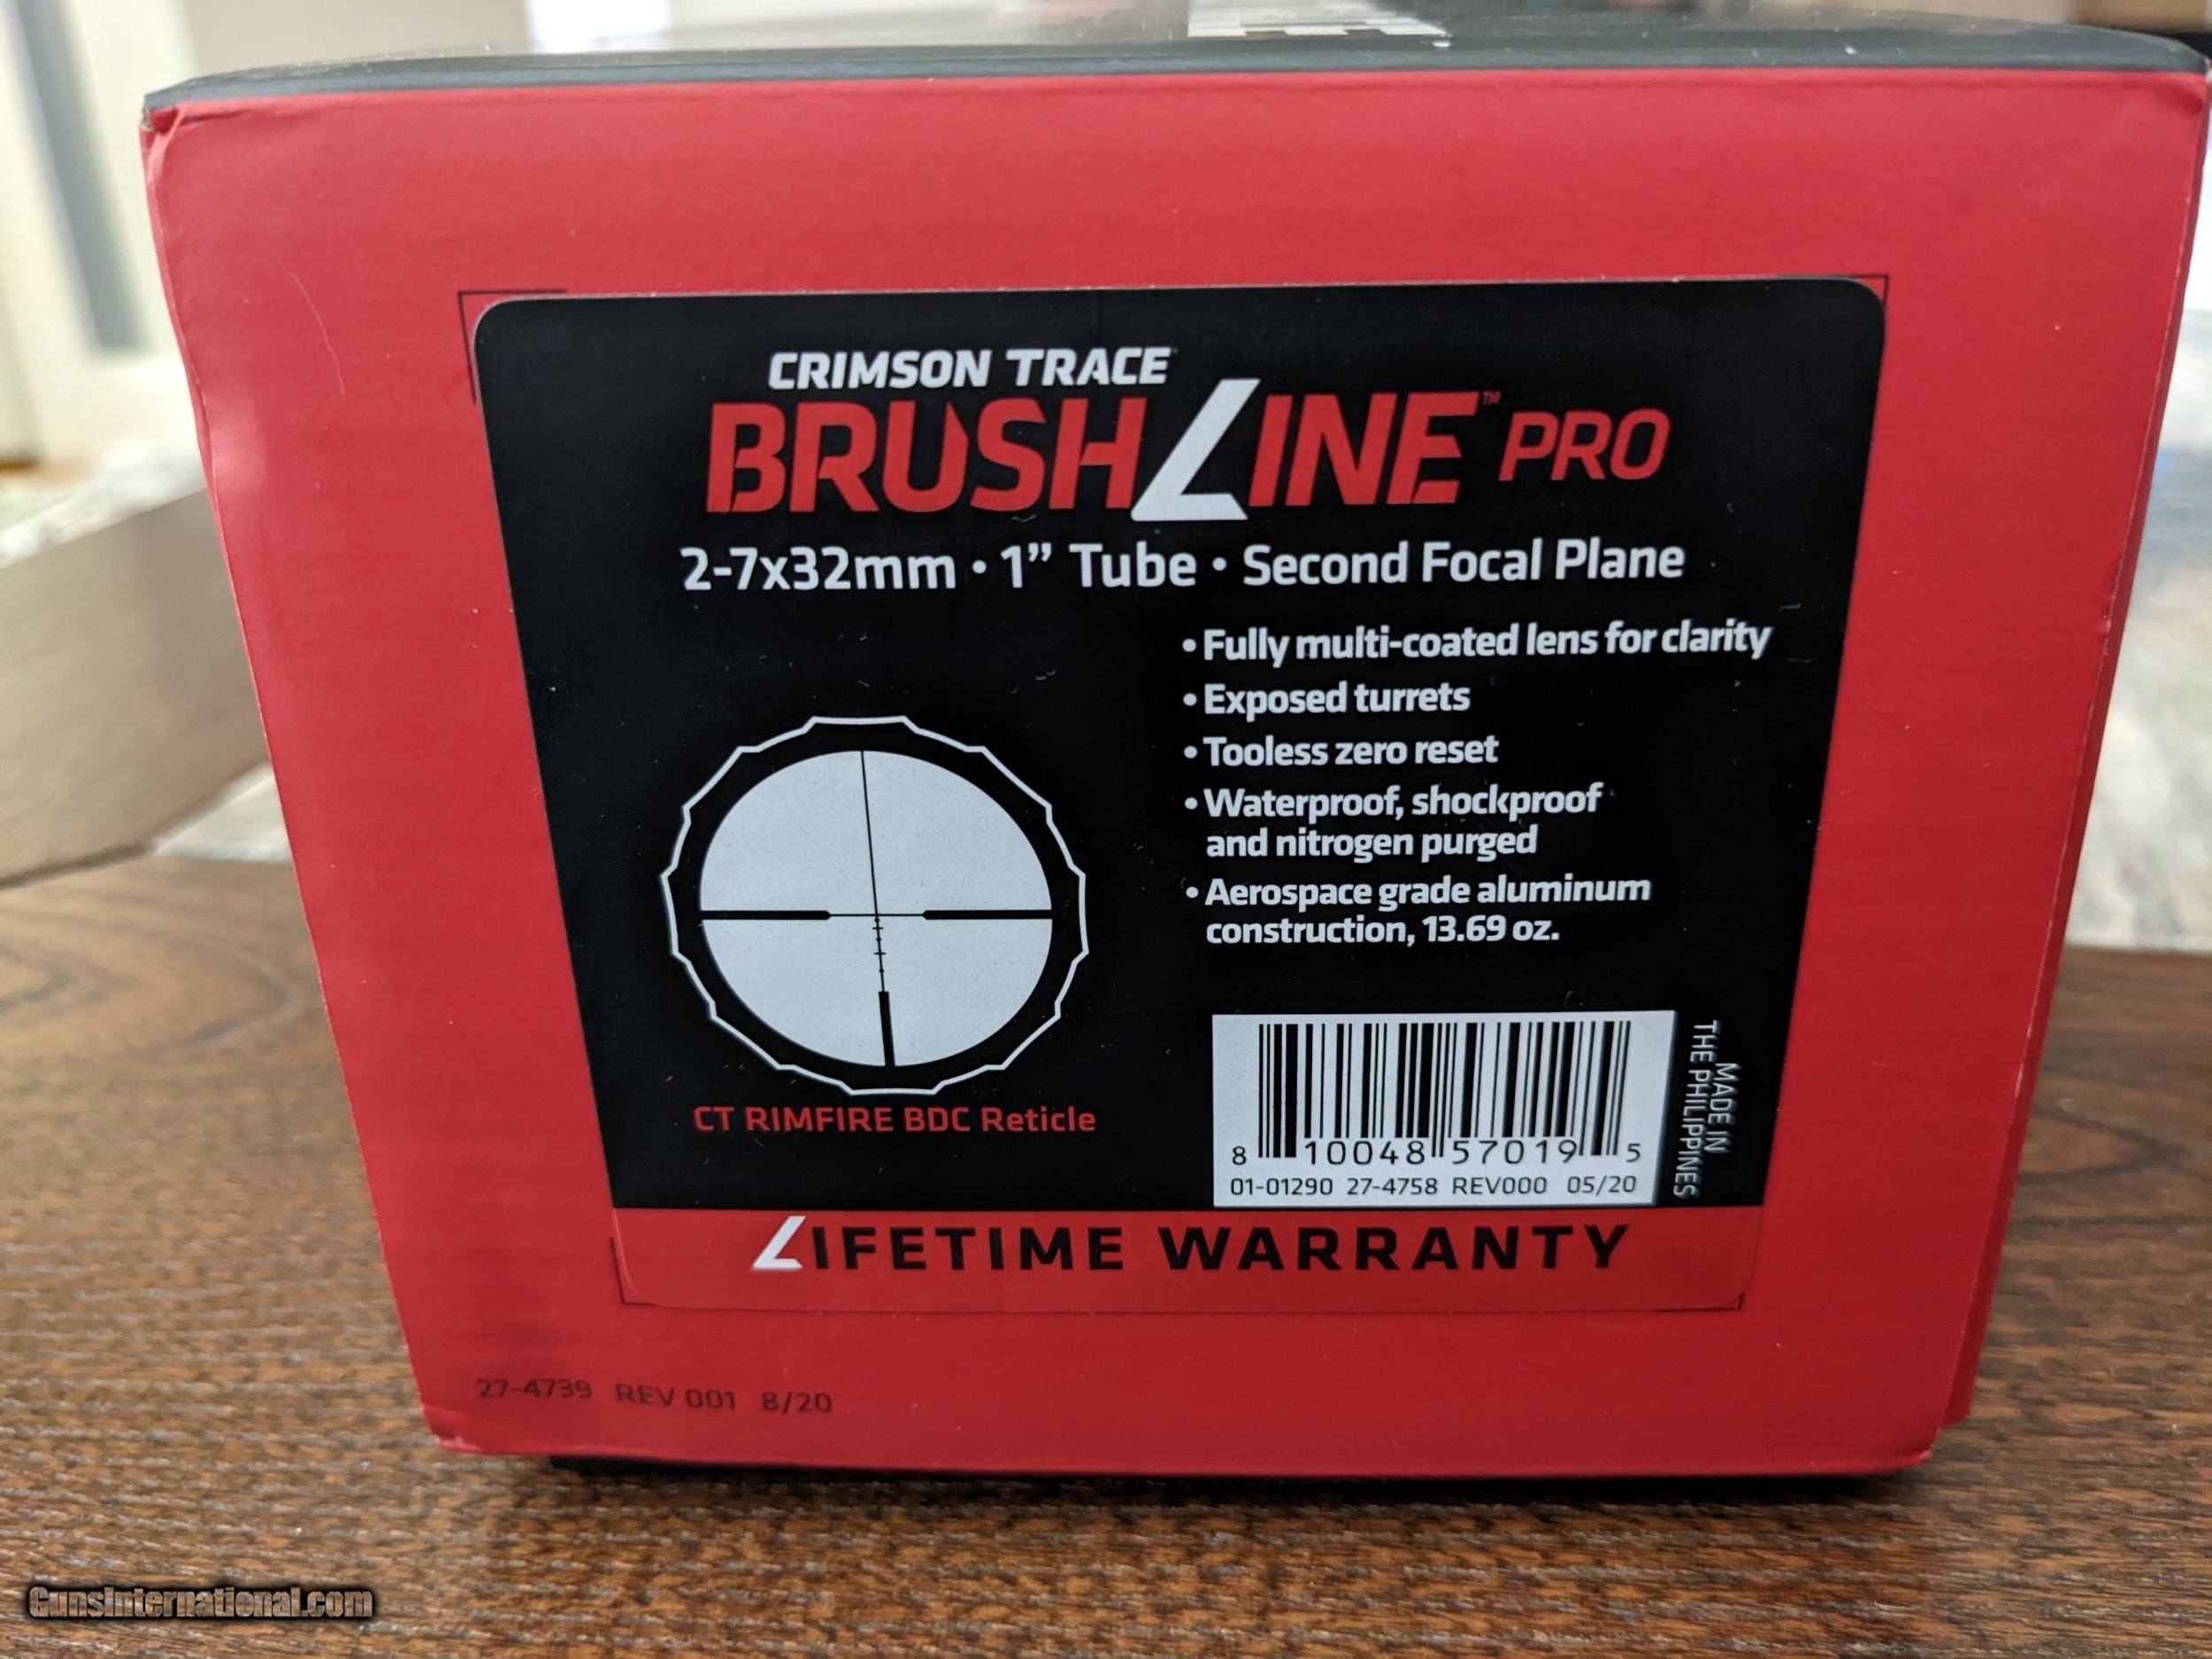 CRIMSON TRACE
BRUSHLINE™ PRO
2-7x32mm • 1” Tube • Second Focal Plane
• Fully multi-coated lens for clarity
• Exposed turrets
• Tooless zero reset
• Waterproof, shockproof
and nitrogen purged
• Aerospace grade aluminum
construction, 13.69 oz.
CT RIMFIRE BDC Reticle
8 10048 57019 5
01-01290 27-4758 REV000 05/20
MADE IN
THE PHILIPPINES
LIFETIME WARRANTY
27-4739 REV 001 8/20
GunsInternational.com